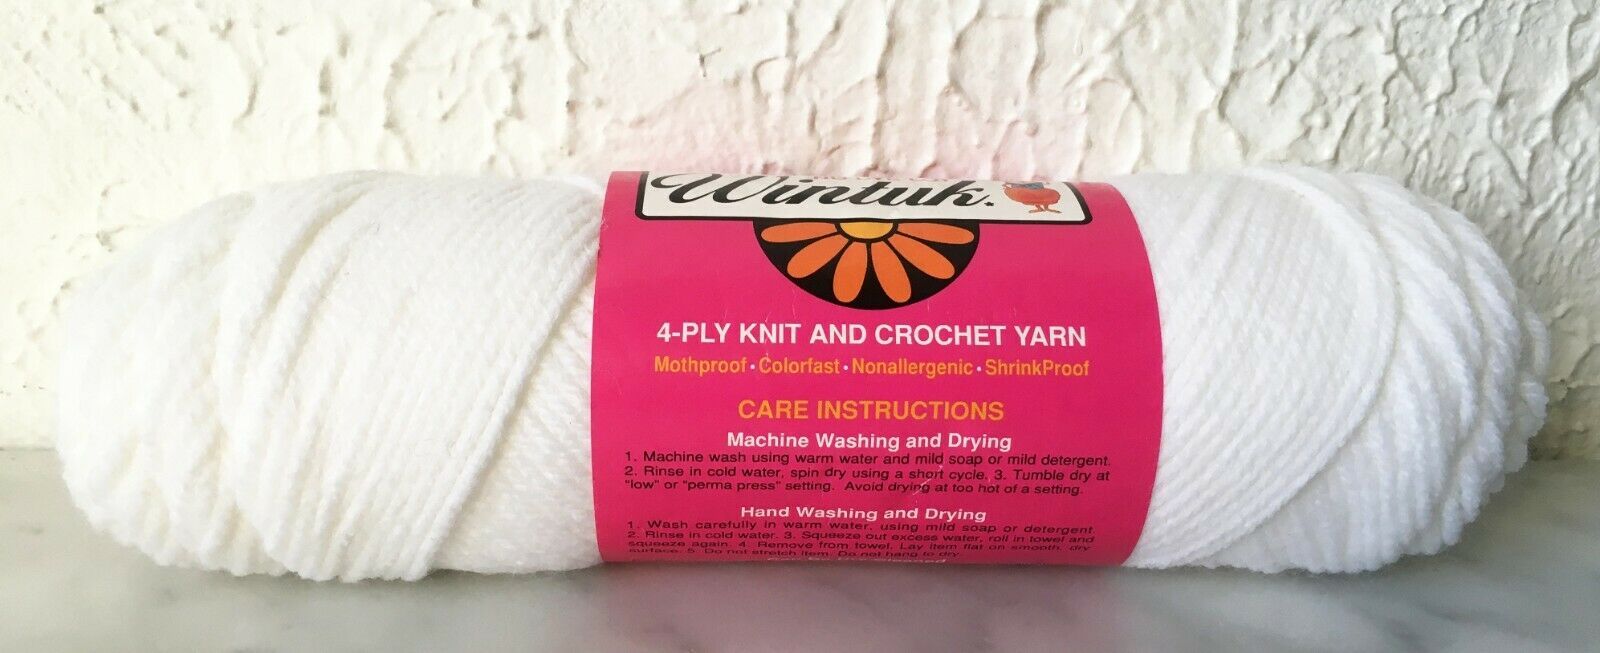 Wintuk.
4-PLY KNIT AND CROCHET YARN
Mothproof • Colorfast • Nonallergenic • ShrinkProof
CARE INSTRUCTIONS
Machine Washing and Drying
1. Machine wash using warm water and mild soap or mild detergent.
2. Rinse in cold water, spin dry using a short cycle. 3. Tumble dry at
"low" or "perma press" setting. Avoid drying at too hot of a setting.
Hand Washing and Drying
1. Wash carefully in warm water, using mild soap or detergent.
2. Rinse in cold water. 3. Squeeze out excess water, roll in towel and
squeeze again. 4. Remove from towel. Lay item flat on smooth, dry
surface. 5. Do not stretch item. Do not hang to dry.